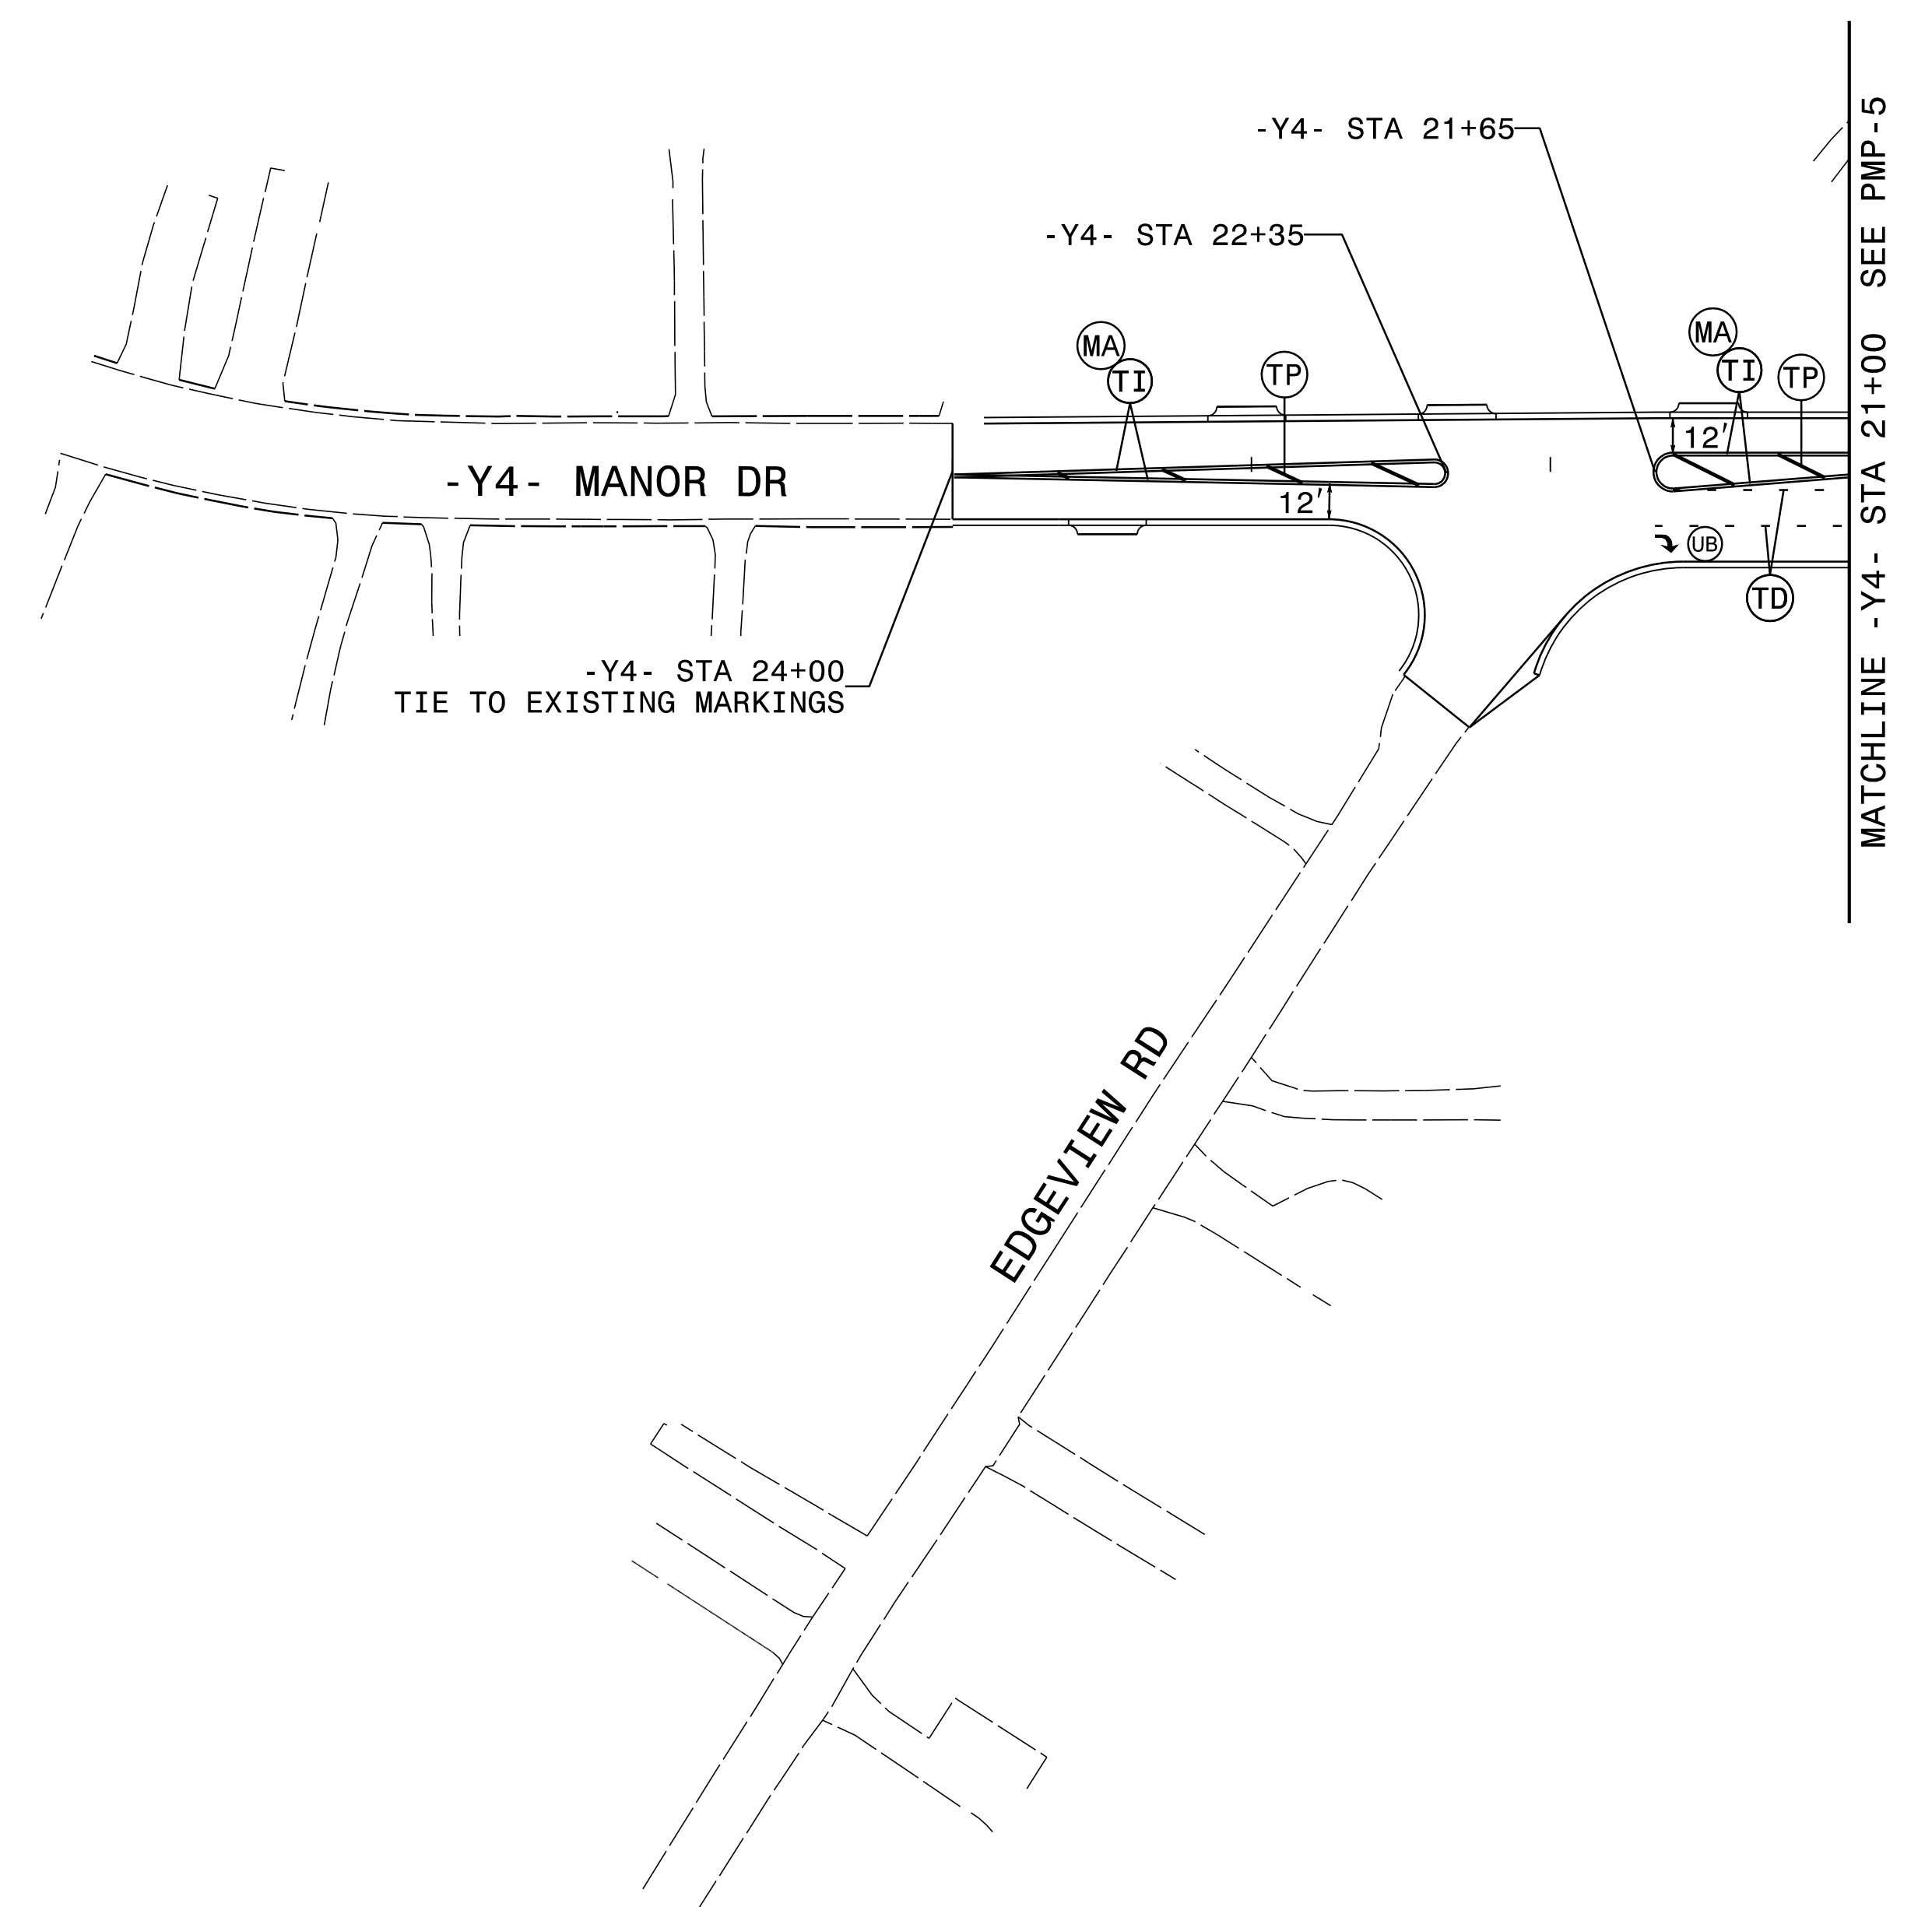 -Y4- STA 21+65
-Y4- STA 22+35
MA
TI
TP
MA
TI
TP
12'
-Y4- MANOR DR
12'
UB
TD
-Y4- STA 24+00
TIE TO EXISTING MARKINGS
EDGEVIEW RD
MATCHLINE -Y4- STA 21+00 SEE PMP-5